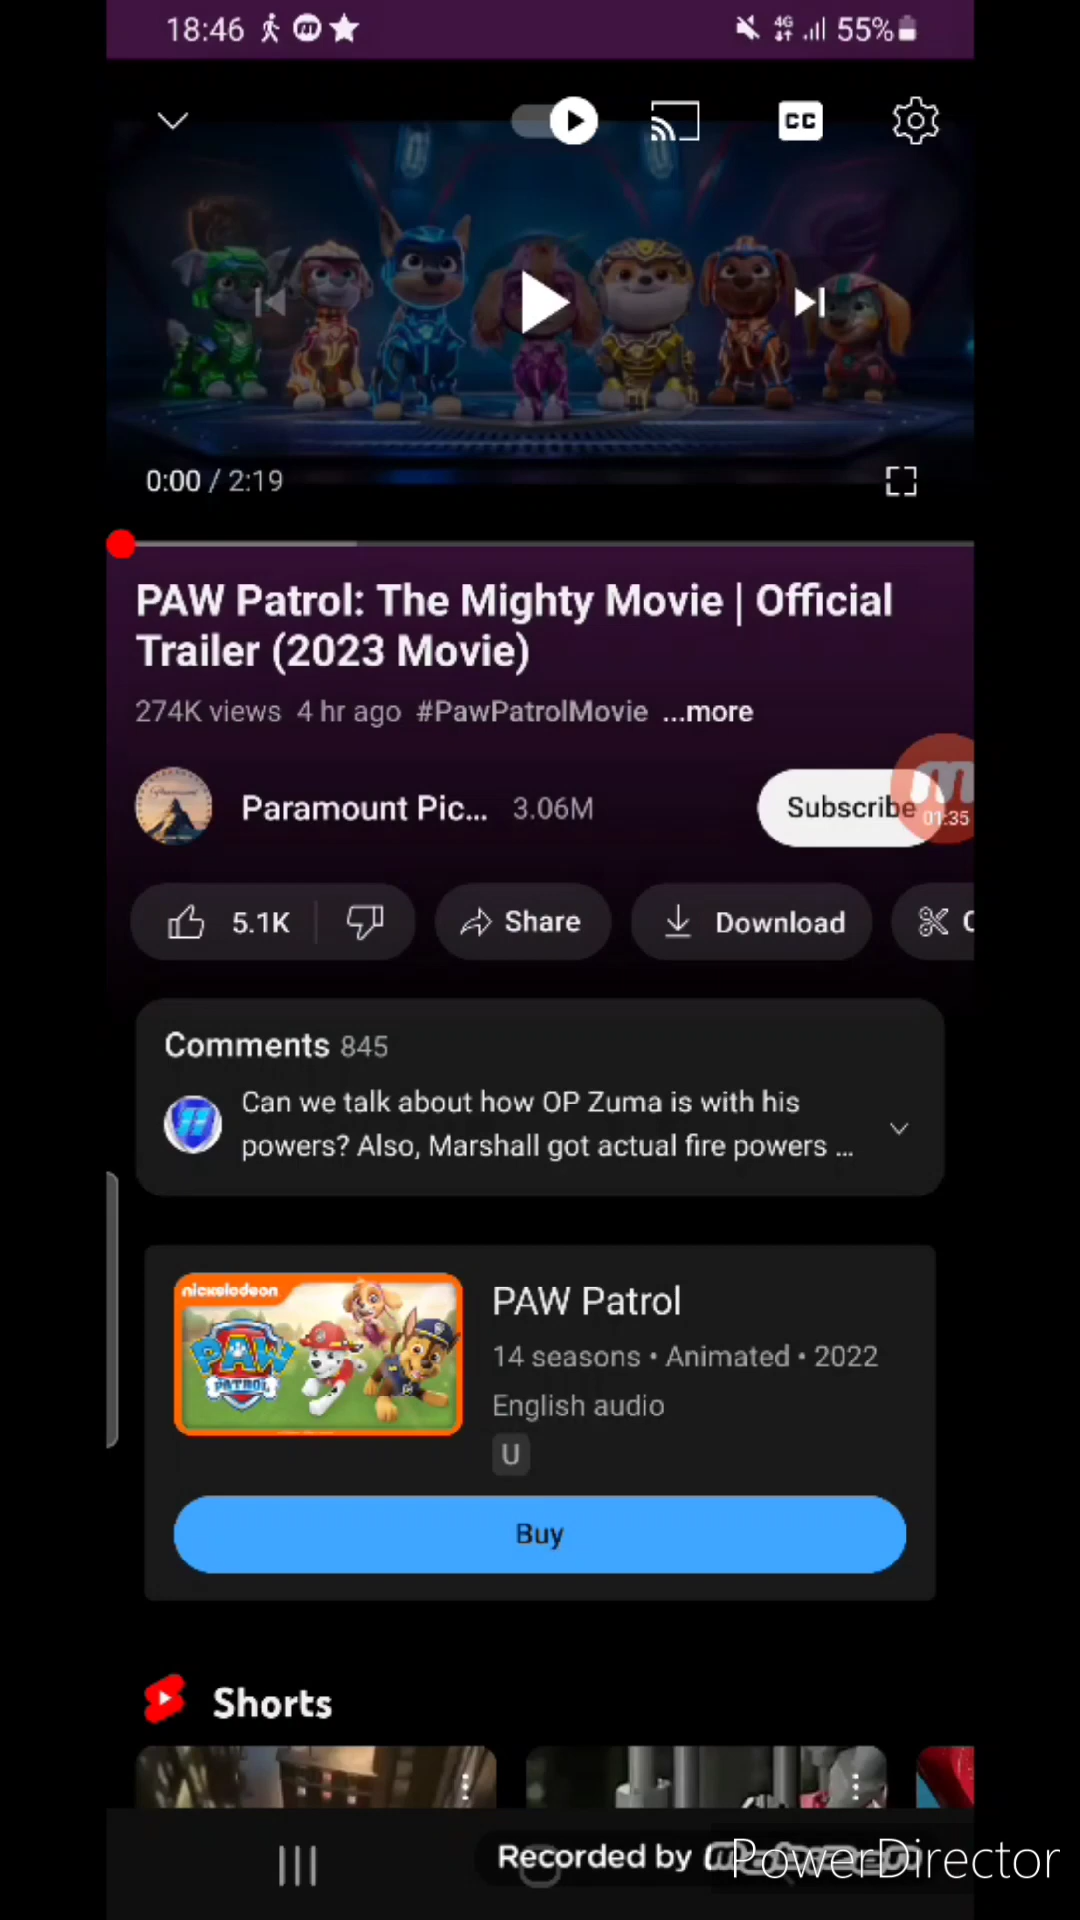 18:46
4G 55%
CC
0:00 / 2:19
PAW Patrol: The Mighty Movie | Official
Trailer (2023 Movie)
274K views 4 hr ago #PawPatrolMovie ...more
Paramount Pic... 3.06M
Subscribe
01:35
5.1K
Share
Download
Comments 845
Can we talk about how OP Zuma is with his
powers? Also, Marshall got actual fire powers ...
nickelodeon
PAW
PATROL
PAW Patrol
14 seasons • Animated • 2022
English audio
U
Buy
Shorts
Recorded by
PowerDirector